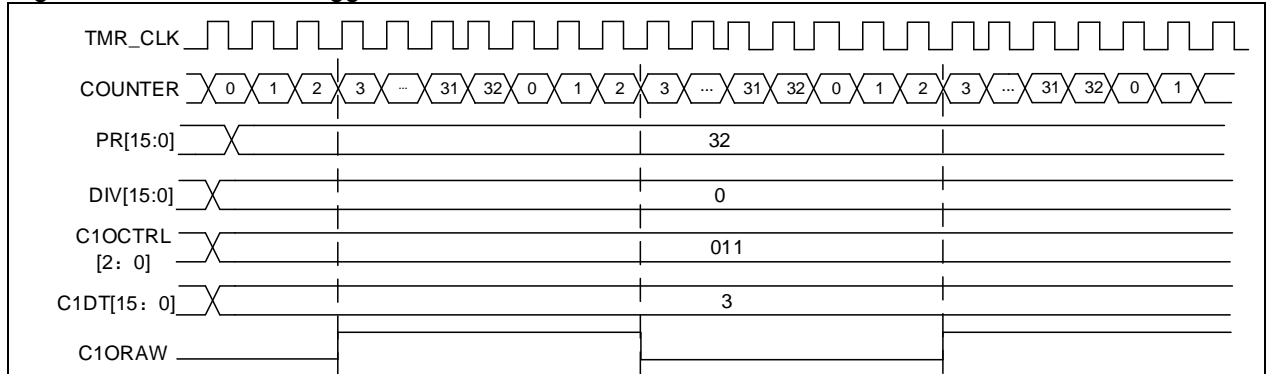 TMR_CLK
COUNTER 0 1 2 3 ... 31 32 0 1 2 3 ... 31 32 0 1 2 3 ... 31 32 0 1
PR[15:0] 32
DIV[15:0] 0
C1OCTRL
[2：0] 011
C1DT[15：0] 3
C1ORAW